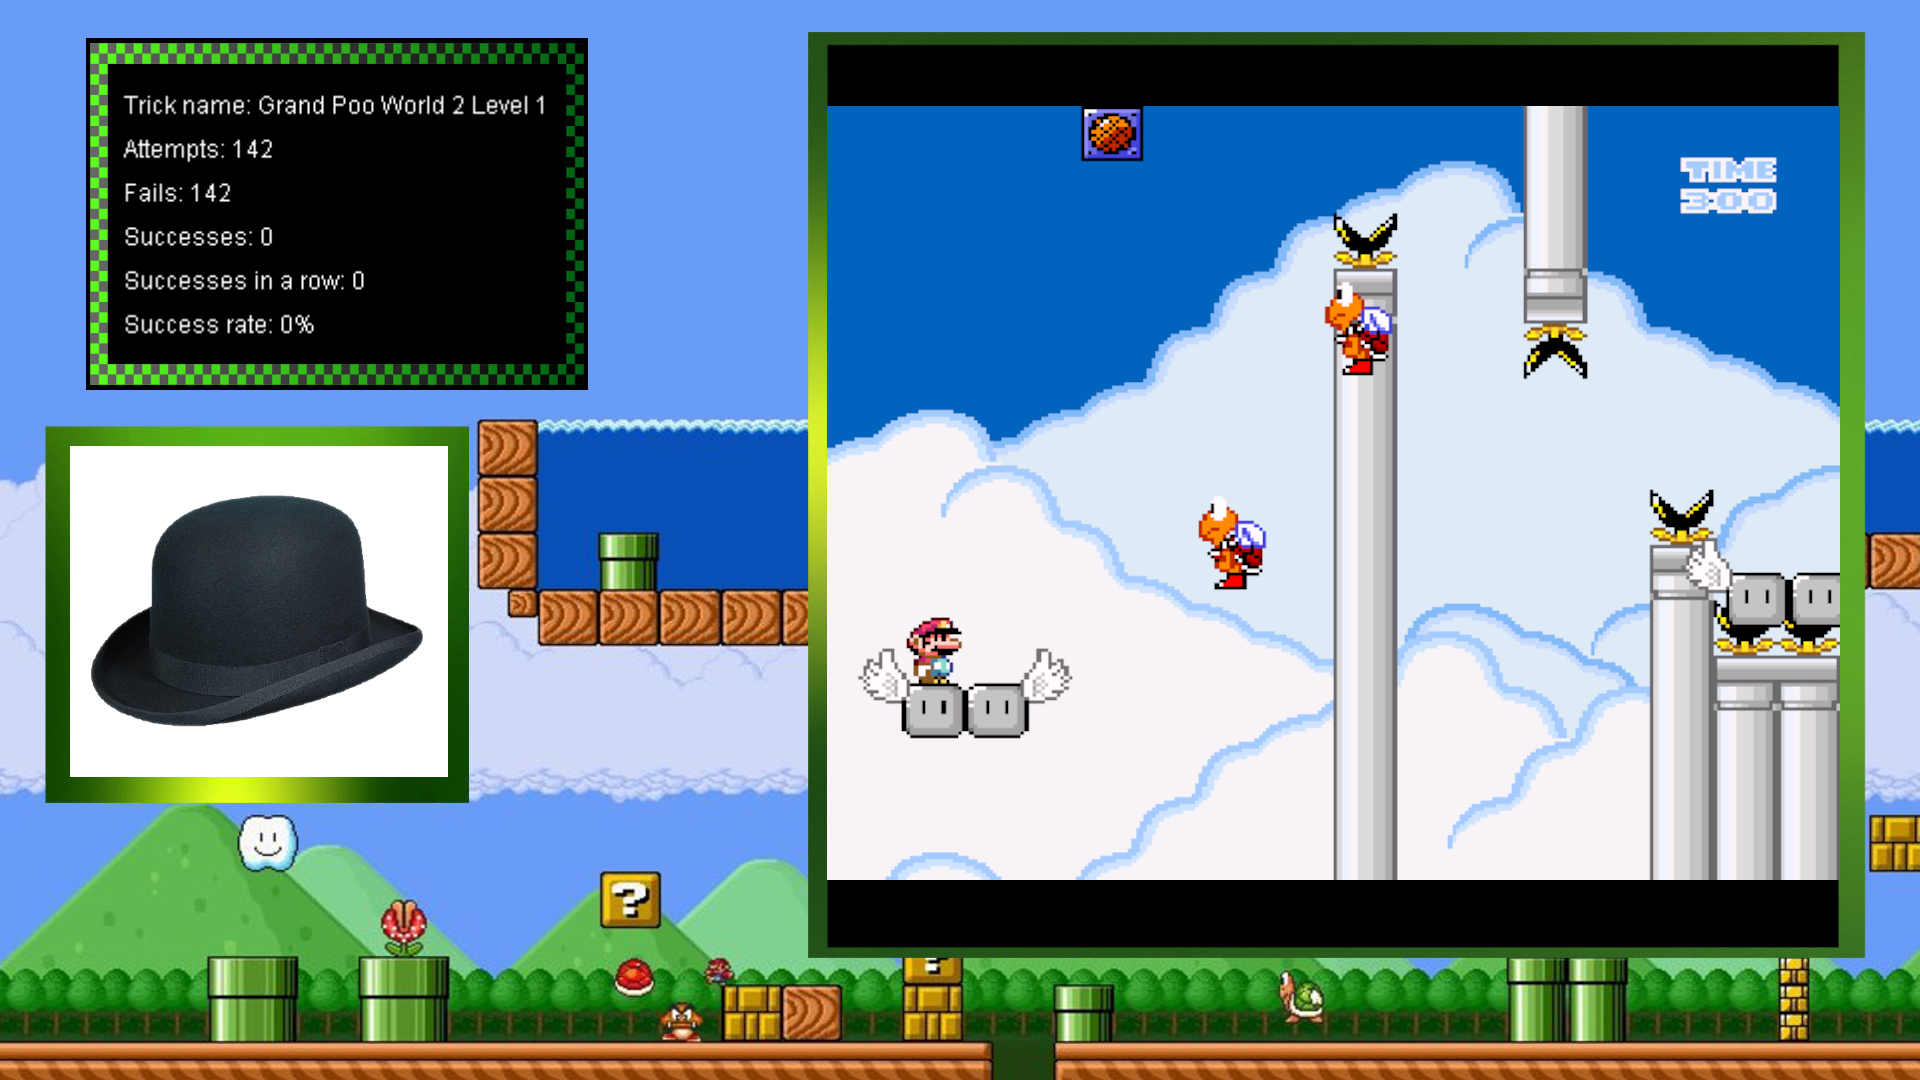 Trick name: Grand Poo World 2 Level 1
Attempts: 142
Fails: 142
Successes: 0
Successes in a row: 0
Success rate: 0%
TIME
300
?
?